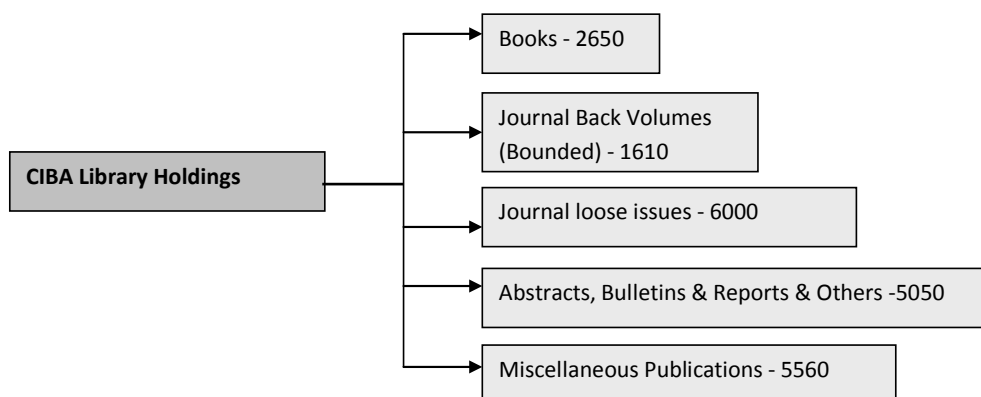 CIBA Library Holdings
Books - 2650
Journal Back Volumes
(Bounded) - 1610
Journal loose issues - 6000
Abstracts, Bulletins & Reports & Others -5050
Miscellaneous Publications - 5560